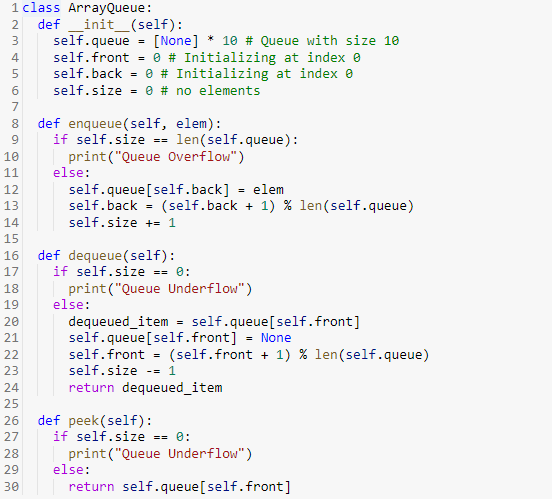 1 class ArrayQueue:
2   def __init__(self):
3     self.queue = [None] * 10 # Queue with size 10
4     self.front = 0 # Initializing at index 0
5     self.back = 0 # Initializing at index 0
6     self.size = 0 # no elements
7
8   def enqueue(self, elem):
9     if self.size == len(self.queue):
10       print("Queue Overflow")
11     else:
12       self.queue[self.back] = elem
13       self.back = (self.back + 1) % len(self.queue)
14       self.size += 1
15
16   def dequeue(self):
17     if self.size == 0:
18       print("Queue Underflow")
19     else:
20       dequeued_item = self.queue[self.front]
21       self.queue[self.front] = None
22       self.front = (self.front + 1) % len(self.queue)
23       self.size -= 1
24       return dequeued_item
25
26   def peek(self):
27     if self.size == 0:
28       print("Queue Underflow")
29     else:
30       return self.queue[self.front]